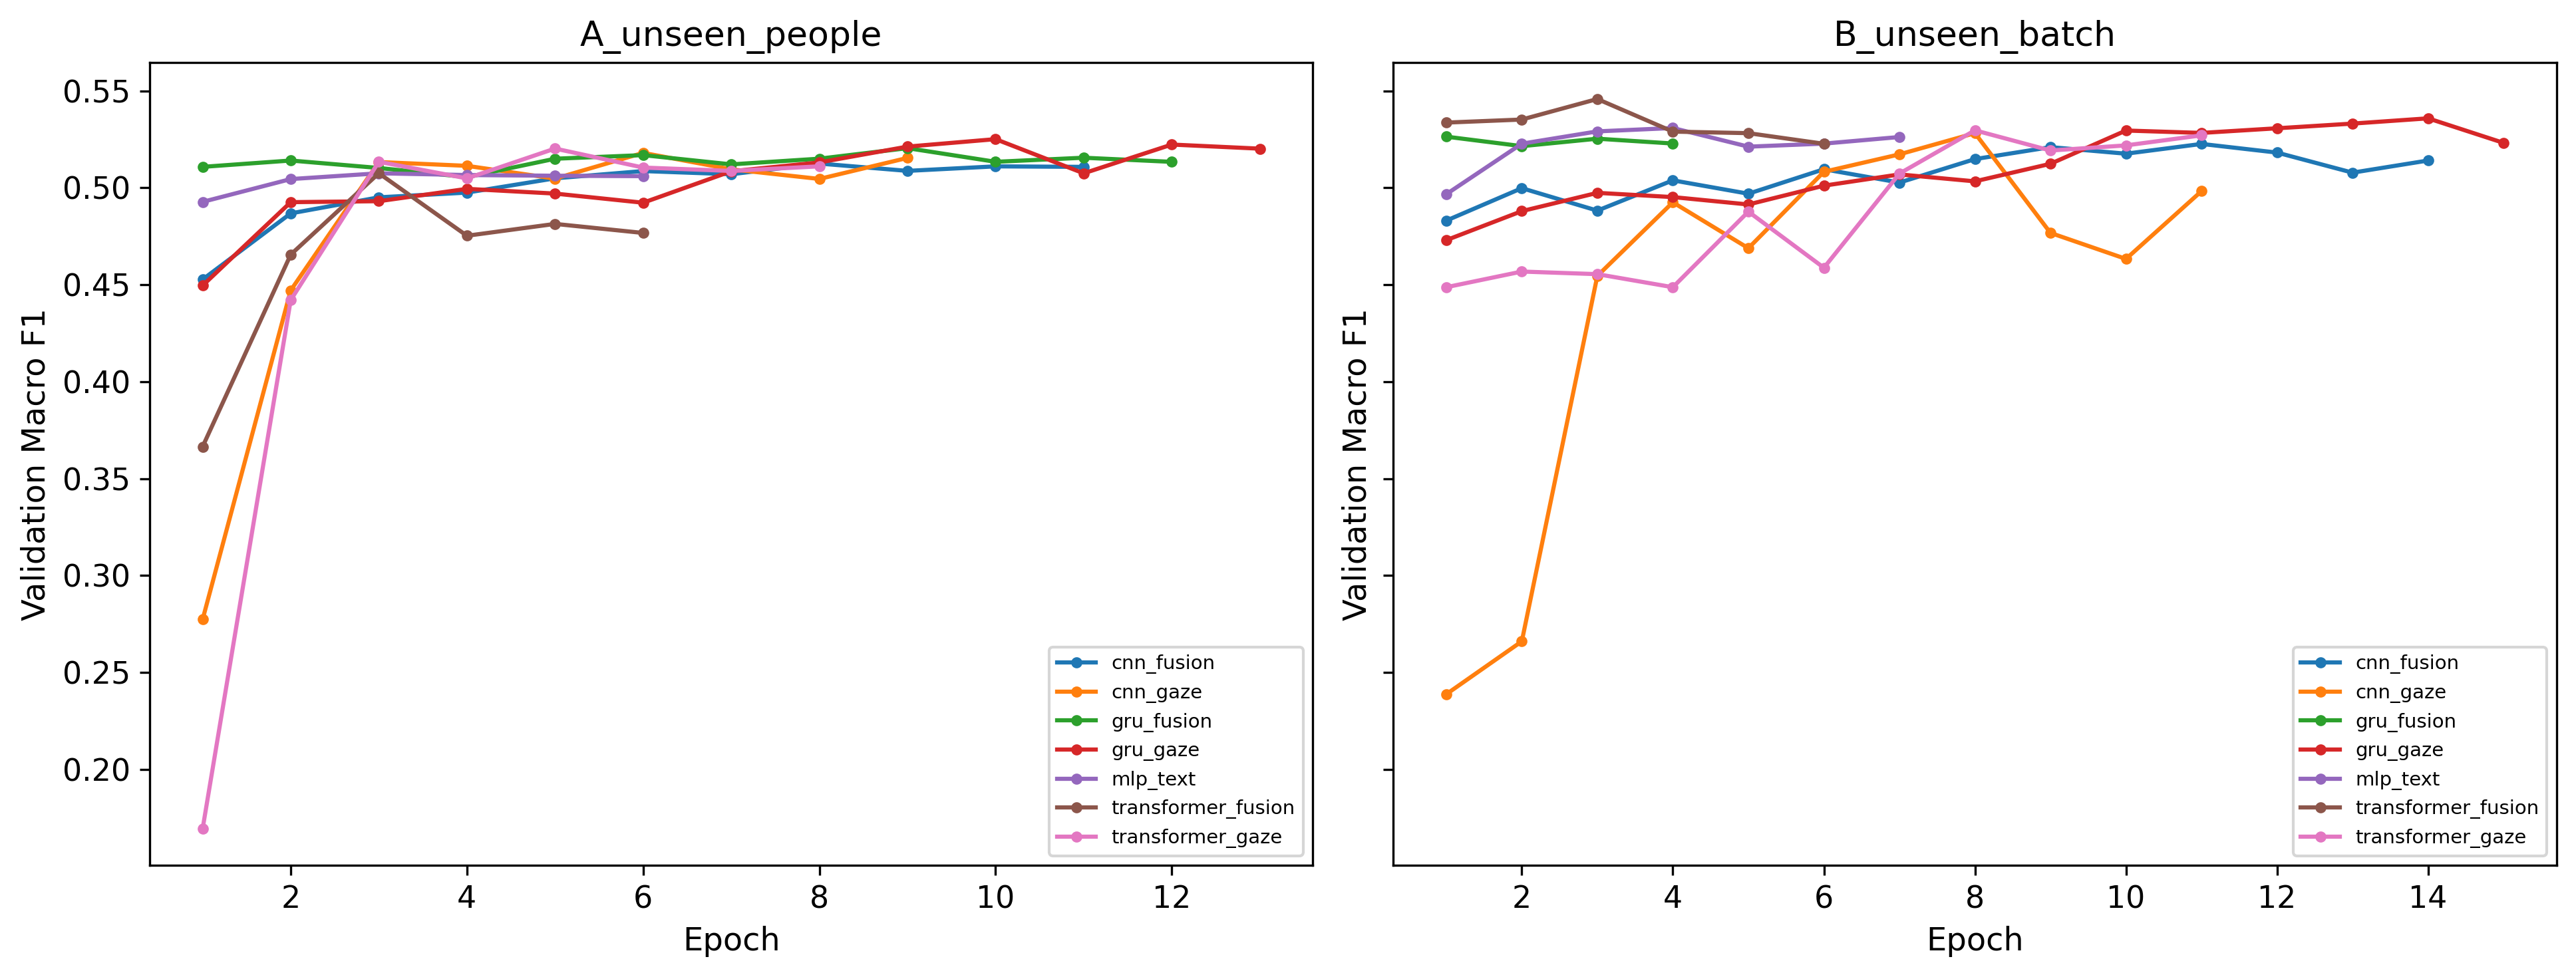 A_unseen_people
Validation Macro F1
0.55
0.50
0.45
0.40
0.35
0.30
0.25
0.20
2
4
6
8
10
12
Epoch
cnn_fusion
cnn_gaze
gru_fusion
gru_gaze
mlp_text
transformer_fusion
transformer_gaze
B_unseen_batch
Validation Macro F1
2
4
6
8
10
12
14
Epoch
cnn_fusion
cnn_gaze
gru_fusion
gru_gaze
mlp_text
transformer_fusion
transformer_gaze